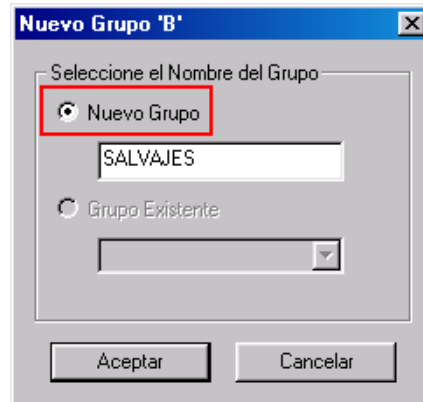 Nuevo Grupo 'B'
Seleccione el Nombre del Grupo
Nuevo Grupo
SALVAJES
Grupo Existente
Aceptar Cancelar